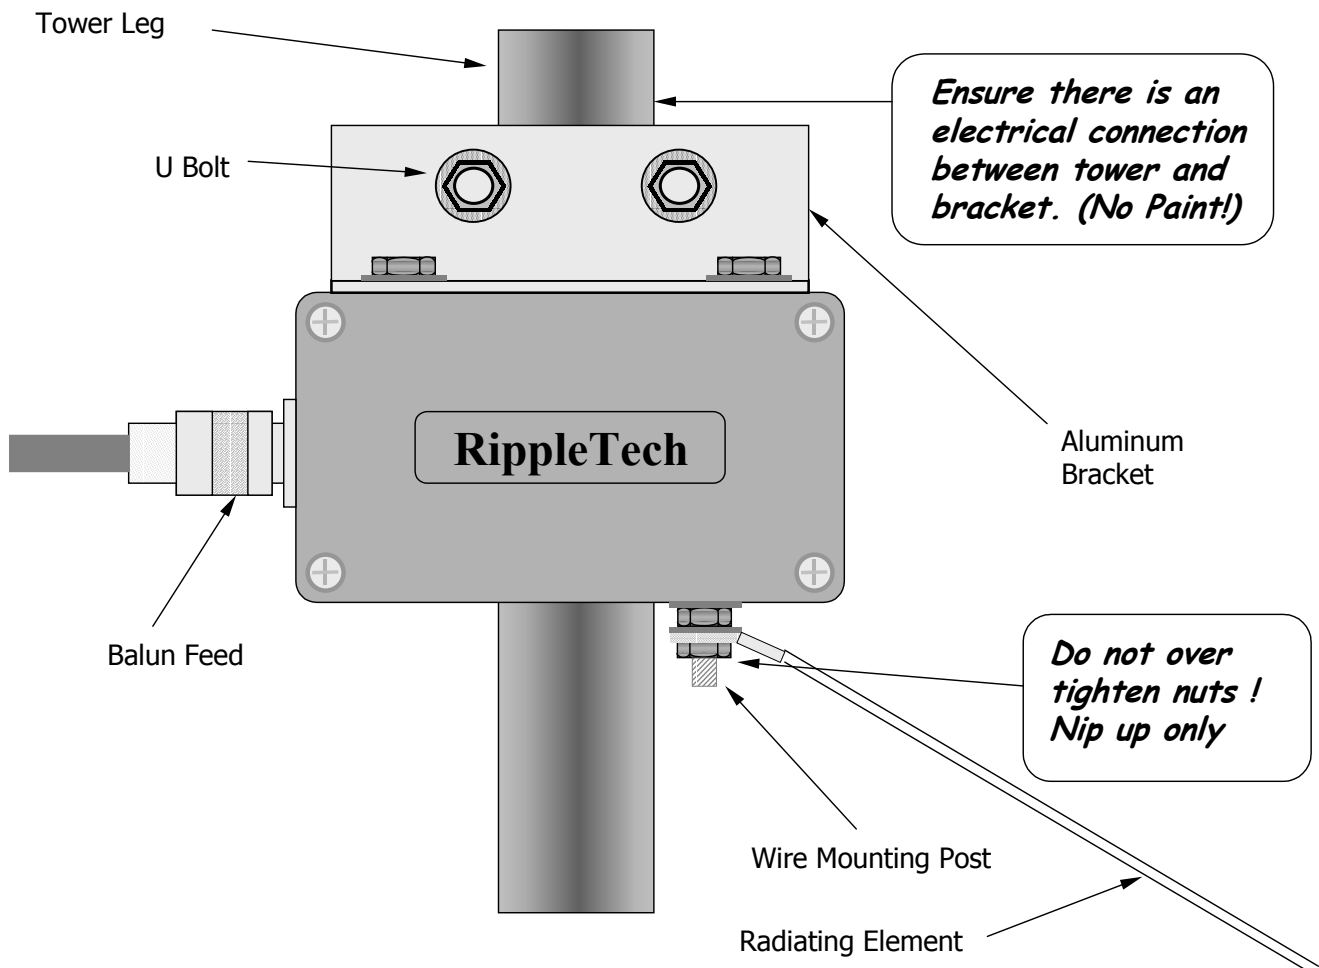 Tower Leg
Ensure there is an
electrical connection
between tower and
bracket. (No Paint!)
U Bolt
RippleTech
Aluminum
Bracket
Balun Feed
Do not over
tighten nuts !
Nip up only
Wire Mounting Post
Radiating Element